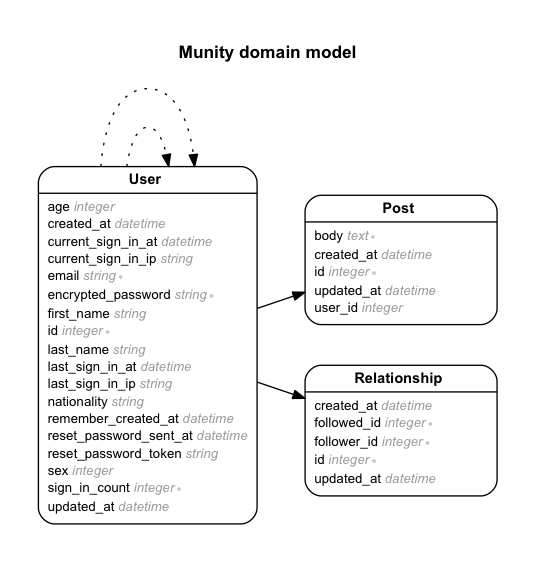 Munity domain model
User
age integer
created_at datetime
current_sign_in_at datetime
current_sign_in_ip string
email string *
encrypted_password string *
first_name string
id integer *
last_name string
last_sign_in_at datetime
last_sign_in_ip string
nationality string
remember_created_at datetime
reset_password_sent_at datetime
reset_password_token string
sex integer
sign_in_count integer *
updated_at datetime
Post
body text *
created_at datetime
id integer *
updated_at datetime
user_id integer
Relationship
created_at datetime
followed_id integer *
follower_id integer *
id integer *
updated_at datetime